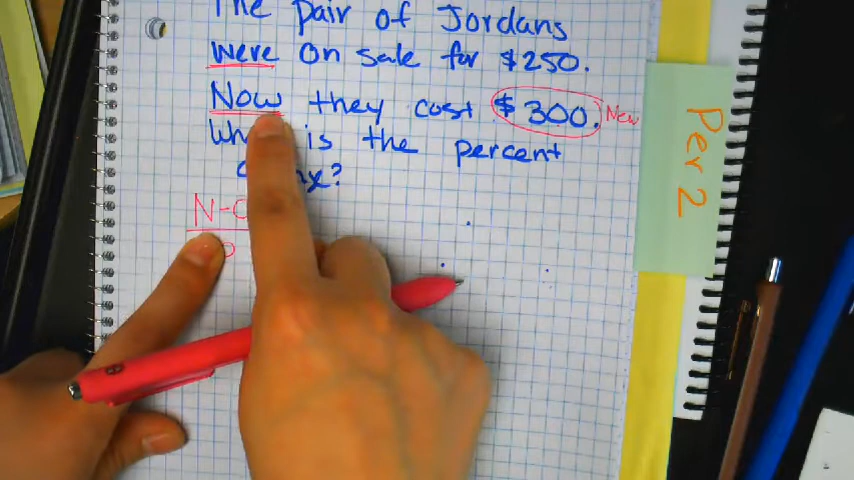 The pair of Jordans
were on sale for $250.
Now they cost $300. New
is the percent
N-
Per 2